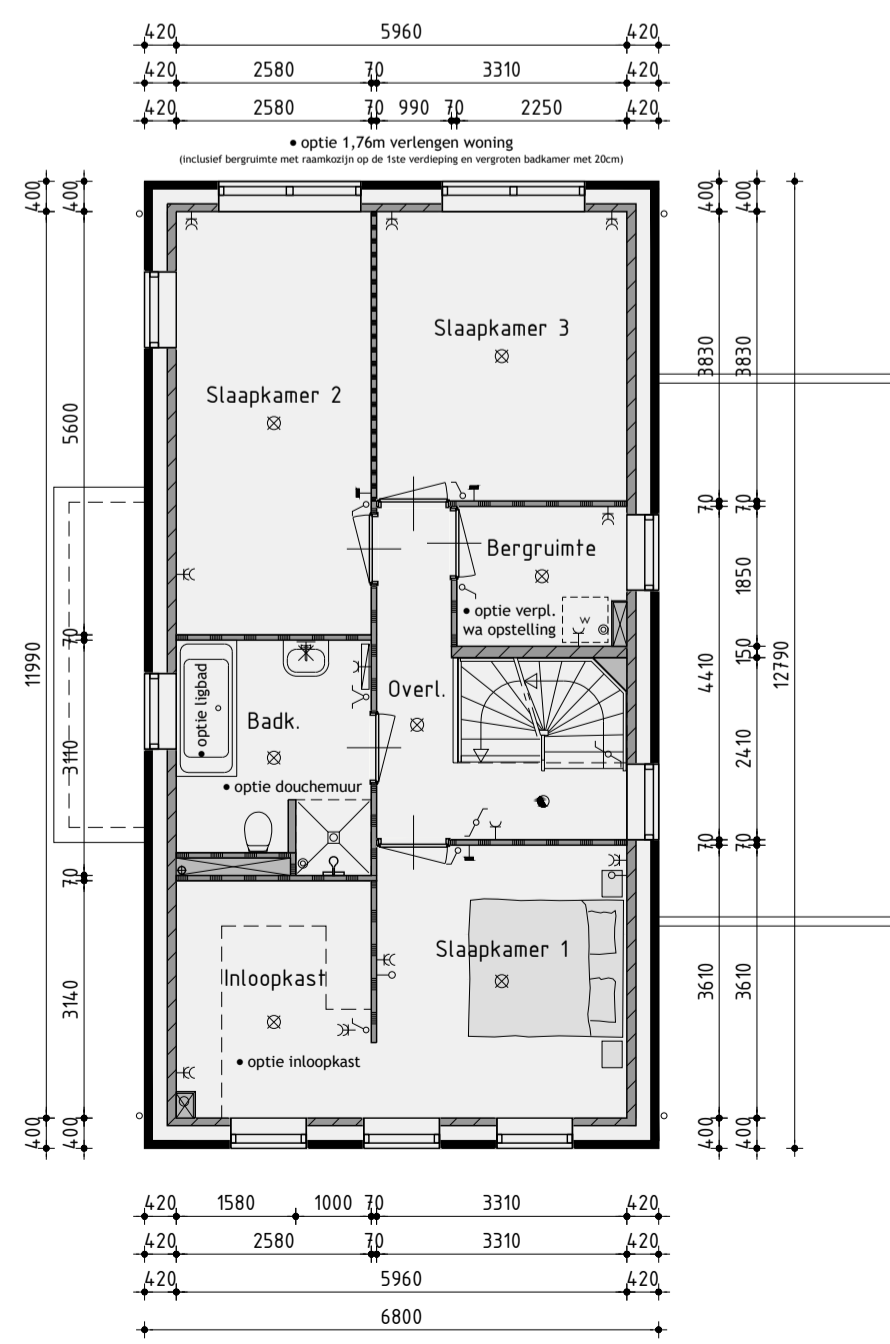 420 5960 420
420 2580 70 3310 420
420 2580 70 990 70 2250 420
• optie 1,76m verlengen woning
(inclusief bergruimte met raamkozijn op de 1ste verdieping en vergroten badkamer met 20cm)
400 400 400 400
Slaapkamer 3
3830 3830
Slaapkamer 2
5600
70 70
Bergruimte
1850
• optie verpl.
wa opstelling
W
70
150
11990
4410
12790
Overl.
• optie ligbad
Badk.
2410
3110
• optie douchemuur
70 70
70
Slaapkamer 1
Inloopkast
3140
3610 3610
• optie inloopkast
400 400 400 400
420 1580 1000 70 3310 420
420 2580 70 3310 420
420 5960 420
6800